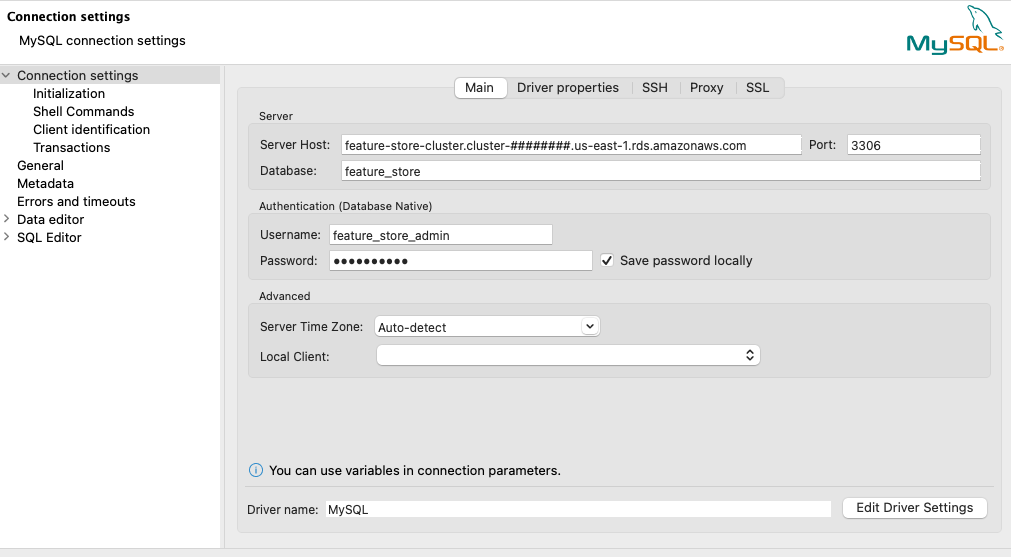 Connection settings
MySQL connection settings
MySQL
Connection settings
Initialization
Shell Commands
Client identification
Transactions
General
Metadata
Errors and timeouts
Data editor
SQL Editor
Main Driver properties SSH Proxy SSL
Server
Server Host: feature-store-cluster.cluster-########.us-east-1.rds.amazonaws.com Port: 3306
Database: feature_store
Authentication (Database Native)
Username: feature_store_admin
Password: ●●●●●●●●●● Save password locally
Advanced
Server Time Zone: Auto-detect
Local Client:
You can use variables in connection parameters.
Driver name: MySQL Edit Driver Settings